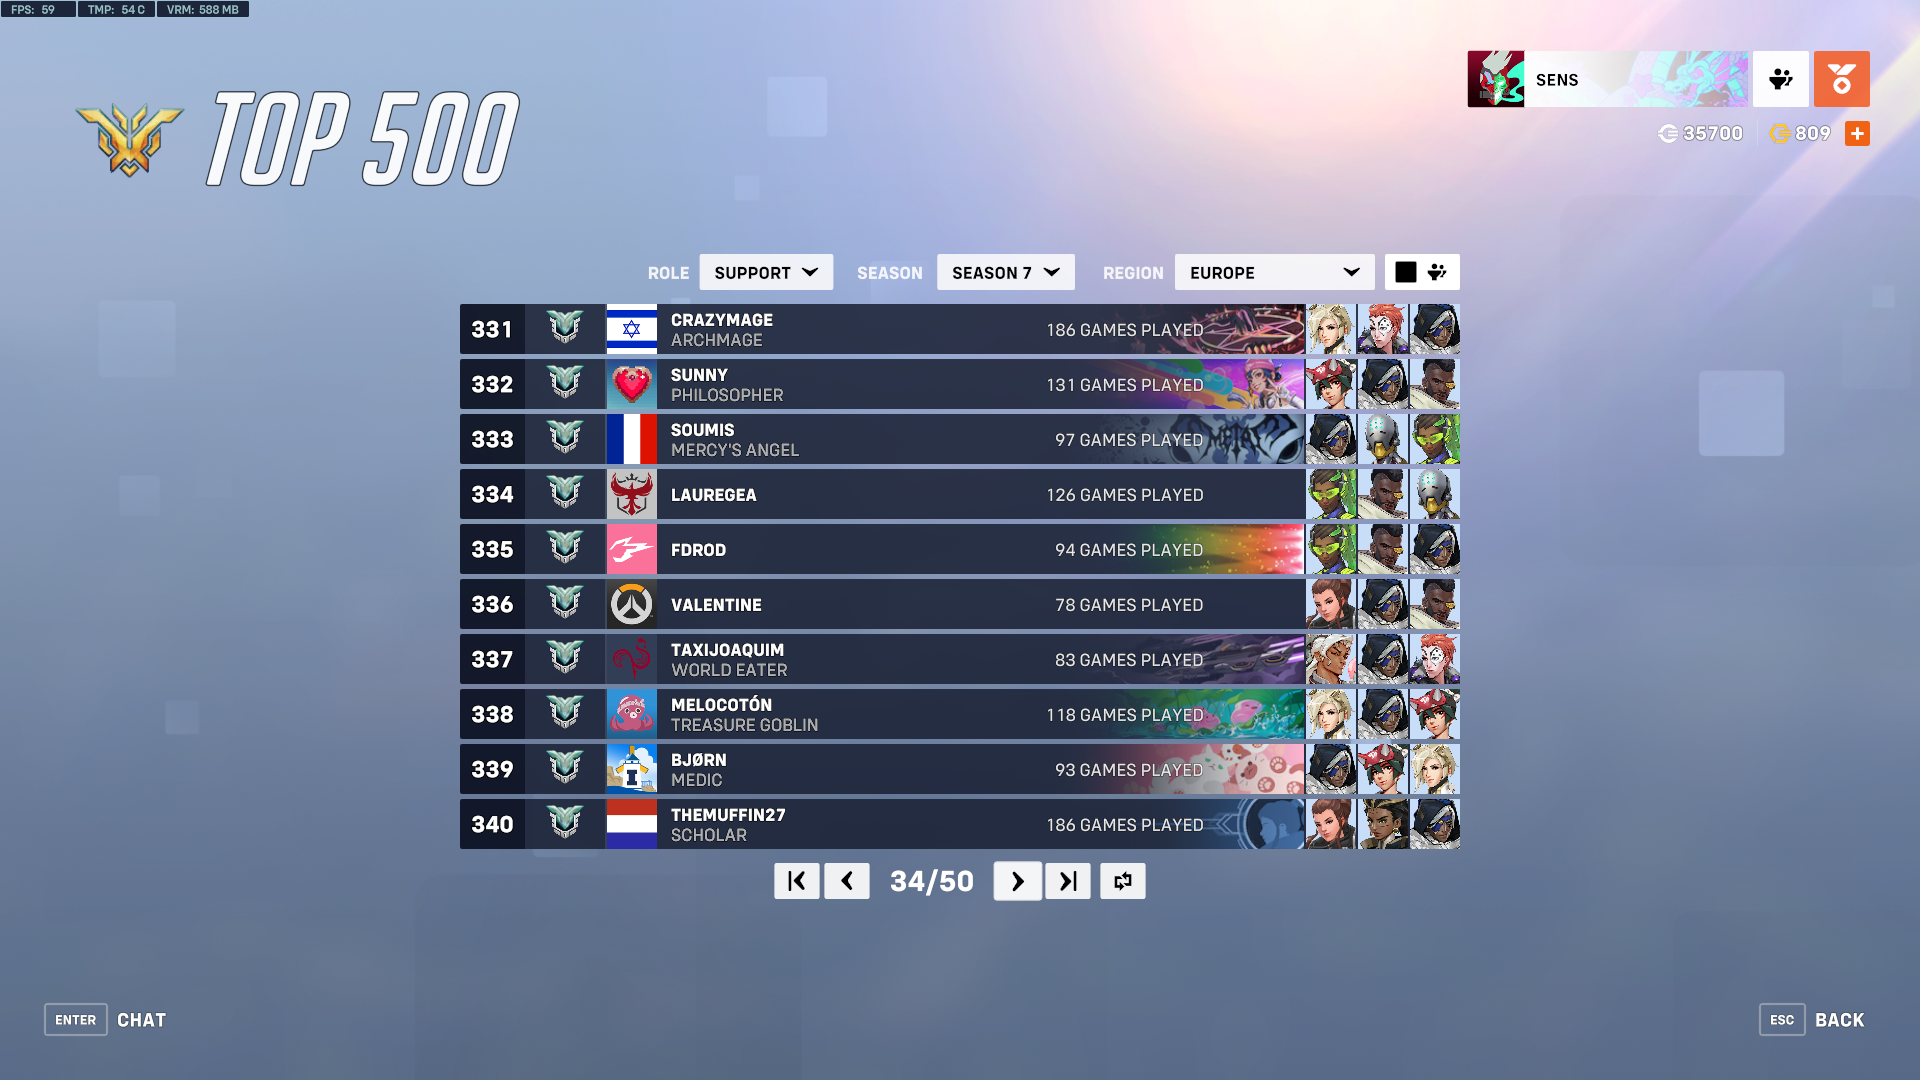 FPS: 59 TMP: 54 C VRM: 588 MB
TOP 500
SENS
35700 809
ROLE SUPPORT SEASON SEASON 7 REGION EUROPE
331 CRAZYMAGE 186 GAMES PLAYED
ARCHMAGE
332 SUNNY 131 GAMES PLAYED
PHILOSOPHER
333 SOUMIS 97 GAMES PLAYED METAL
MERCY'S ANGEL
334 LAUREGEA 126 GAMES PLAYED
335 FDROD 94 GAMES PLAYED
336 VALENTINE 78 GAMES PLAYED
337 TAXIJOAQUIM 83 GAMES PLAYED
WORLD EATER
338 MELOCOTÓN 118 GAMES PLAYED
TREASURE GOBLIN
339 BJØRN 93 GAMES PLAYED
MEDIC
340 THEMUFFIN27 186 GAMES PLAYED
SCHOLAR
34/50
ENTER CHAT
ESC BACK